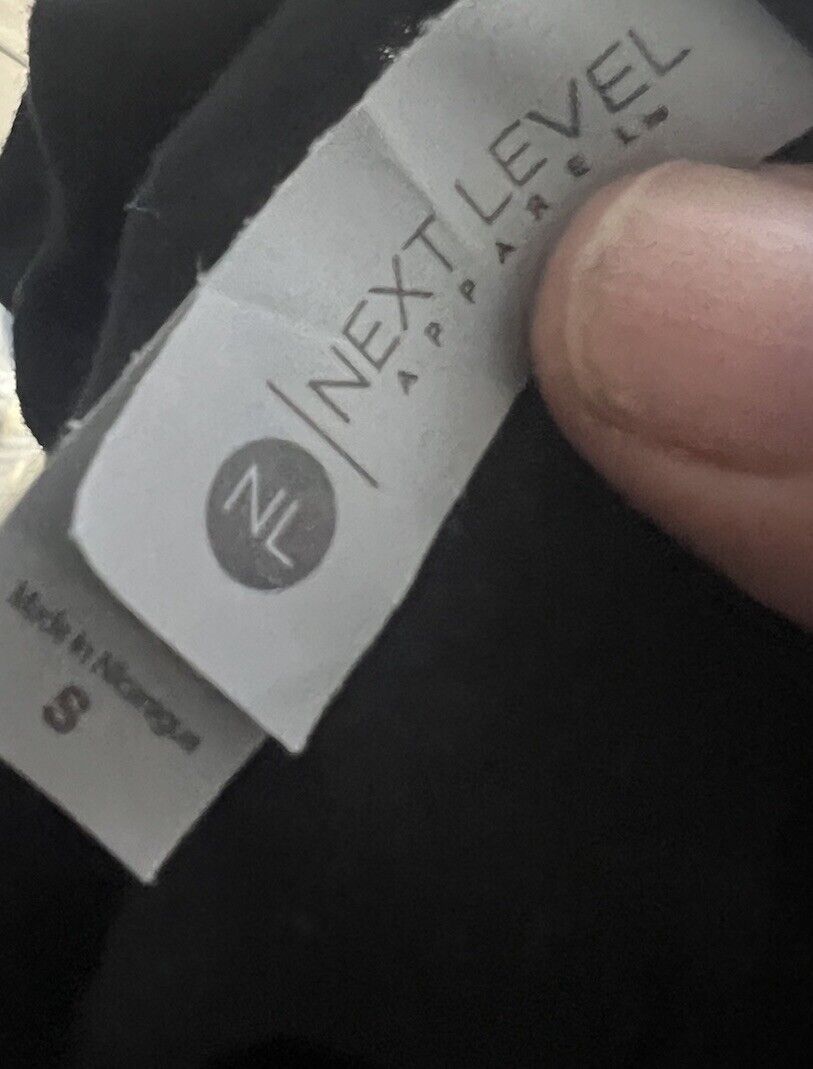 NL
NEXT LEVEL
APPAREL
Made in Nicaragua
S